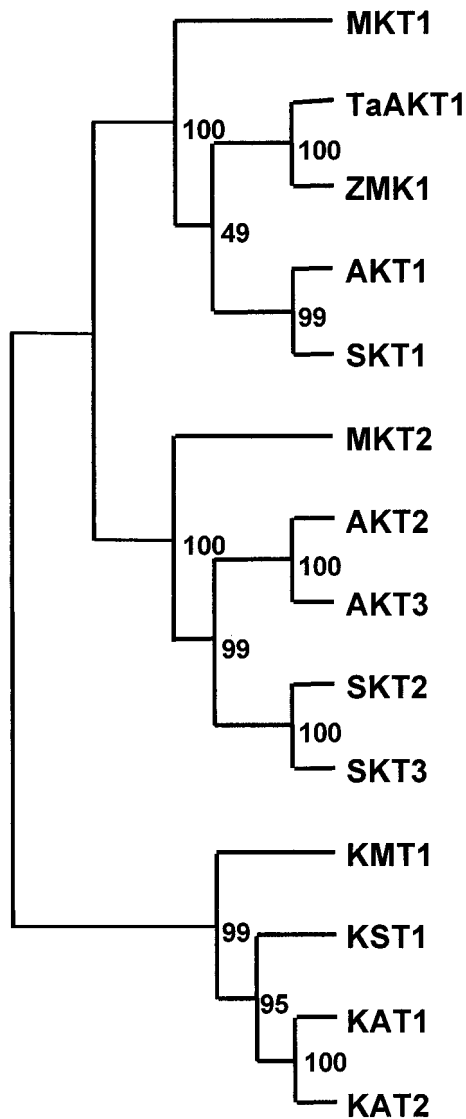 MKT1
TaAKT1
100
100
ZMK1
49
AKT1
99
SKT1
MKT2
AKT2
100
100
AKT3
99
SKT2
100
SKT3
KMT1
99
KST1
95
KAT1
100
KAT2